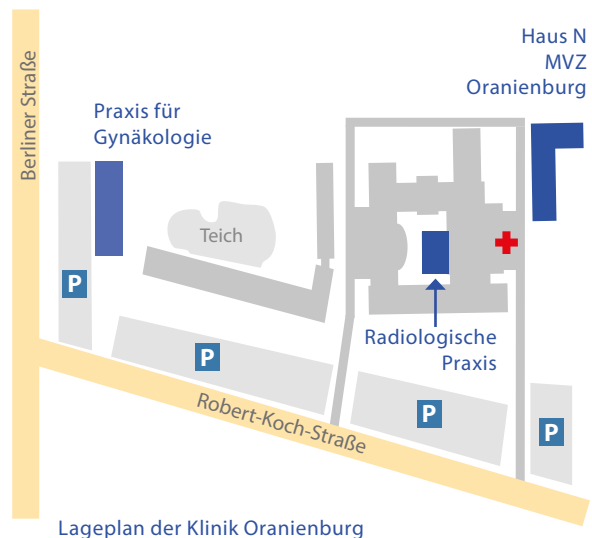 Haus N
MVZ
Oranienburg
Berliner Straße
Praxis für
Gynäkologie
Teich
P
Radiologische
Praxis
P
P
P
Robert-Koch-Straße
Lageplan der Klinik Oranienburg